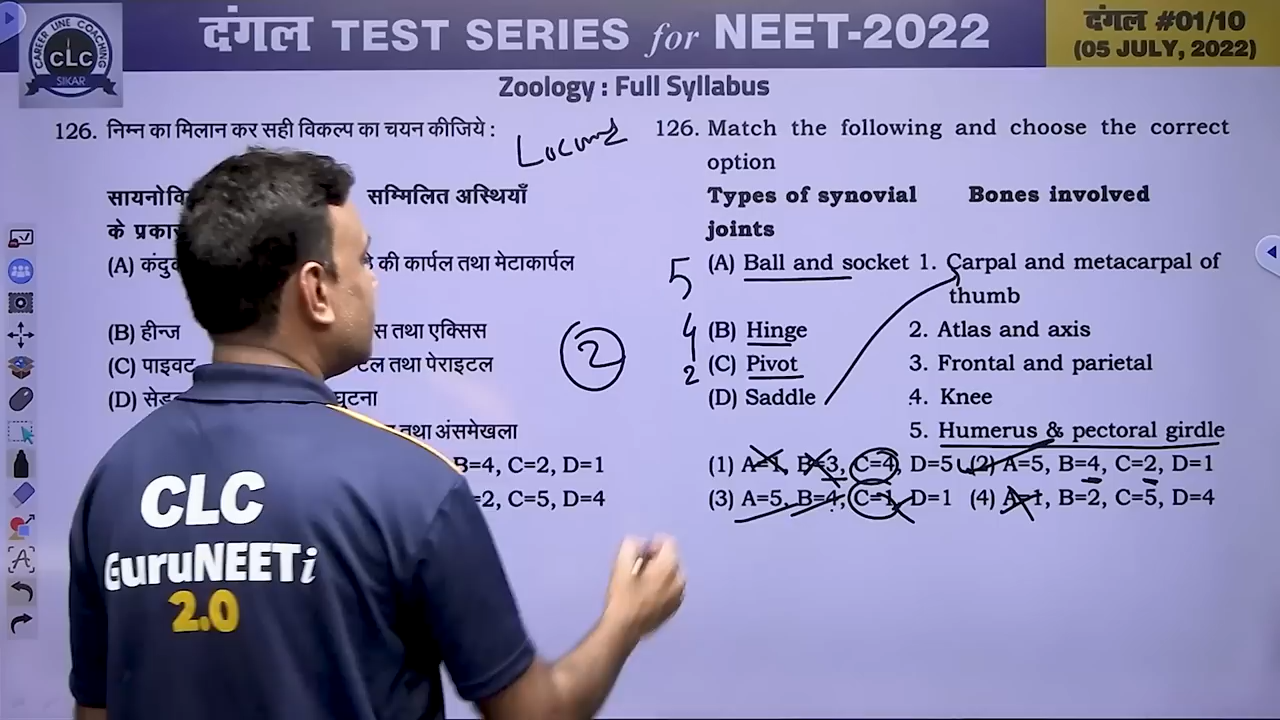 CAREER LINE COACHING
CLC
SIKAR
दंगल TEST SERIES for NEET-2022
दंगल #01/10
(05 JULY, 2022)
Zoology : Full Syllabus
126. निम्न का मिलान कर सही विकल्प का चयन कीजिये :
के प्रकार
सम्मिलित अस्थियाँ
(A)
की कार्पल तथा मेटाकार्पल
(B) हीन्ज
तथा एक्सिस
(C) पाइवट
तथा पेराइटल
(D)
घुटना
तथा अंसमेखला
B=4, C=2, D=1
=2, C=5, D=4
2
126. Match the following and choose the correct
option
Types of synovial Bones involved
joints
5 (A) Ball and socket 1. Carpal and metacarpal of
thumb
4 (B) Hinge 2. Atlas and axis
2 (C) Pivot 3. Frontal and parietal
(D) Saddle 4. Knee
5. Humerus & pectoral girdle
(1) A=1, B=3, C=4, D=5 (2) A=5, B=4, C=2, D=1
(3) A=5, B=4, C=1, D=1 (4) A=1, B=2, C=5, D=4
CLC
GuruNEETi
2.0